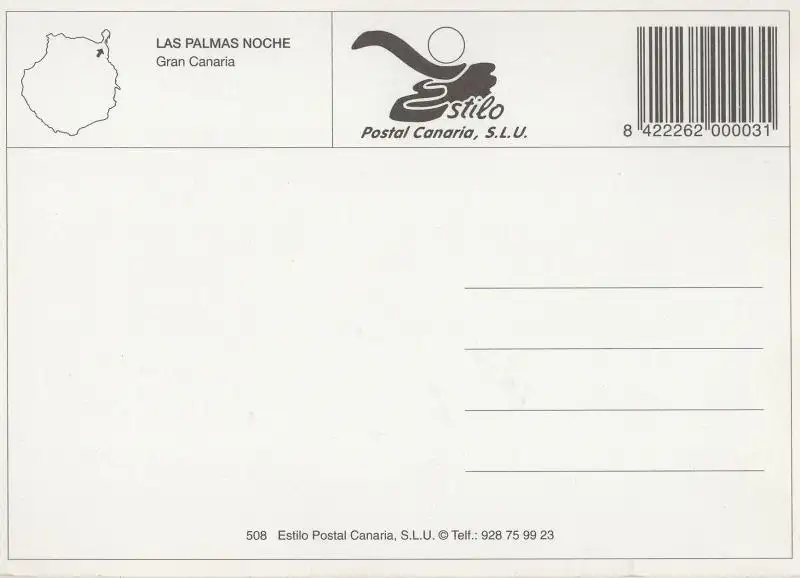 LAS PALMAS NOCHE
Gran Canaria
Estilo
Postal Canaria, S.L.U.
8 422262 000031
508 Estilo Postal Canaria, S.L.U. © Telf.: 928 75 99 23